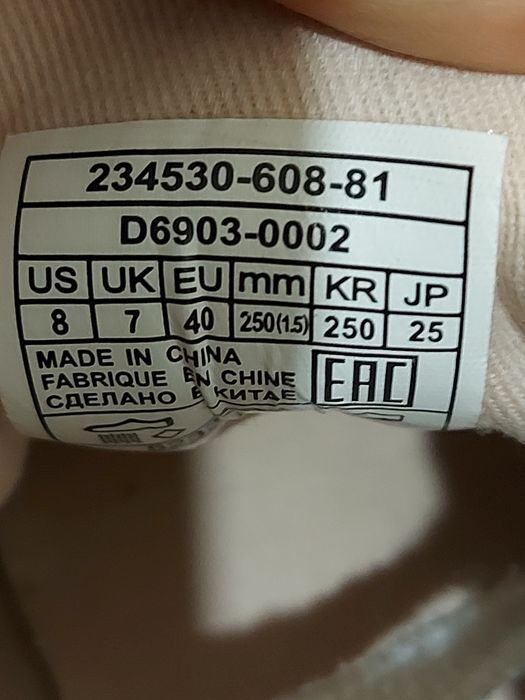 234530-608-81
D6903-0002
US UK EU mm KR JP
8 7 40 250(1.5) 250 25
MADE IN CHINA
FABRIQUE EN CHINE
СДЕЛАНО В КИТАЕ
EAC